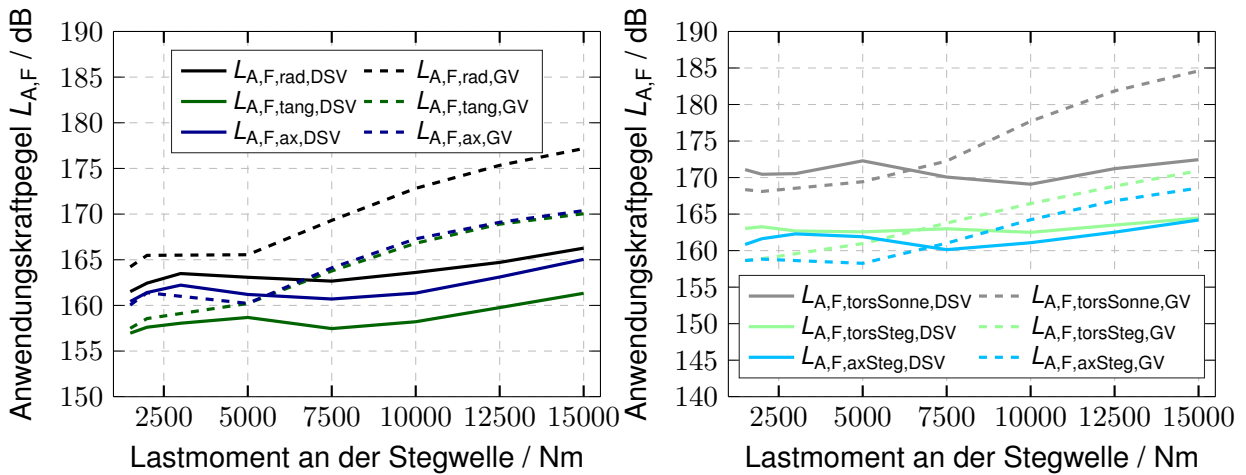 Anwendungskraftpegel L_A,F / dB
190
185
180
175
170
165
160
155
150
L_A,F,rad,DSV
L_A,F,rad,GV
L_A,F,tang,DSV
L_A,F,tang,GV
L_A,F,ax,DSV
L_A,F,ax,GV
2500 5000 7500 10000 12500 15000
Lastmoment an der Stegwelle / Nm
Anwendungskraftpegel L_A,F / dB
190
185
180
175
170
165
160
155
150
145
140
L_A,F,torsSonne,DSV
L_A,F,torsSonne,GV
L_A,F,torsSteg,DSV
L_A,F,torsSteg,GV
L_A,F,axSteg,DSV
L_A,F,axSteg,GV
2500 5000 7500 10000 12500 15000
Lastmoment an der Stegwelle / Nm